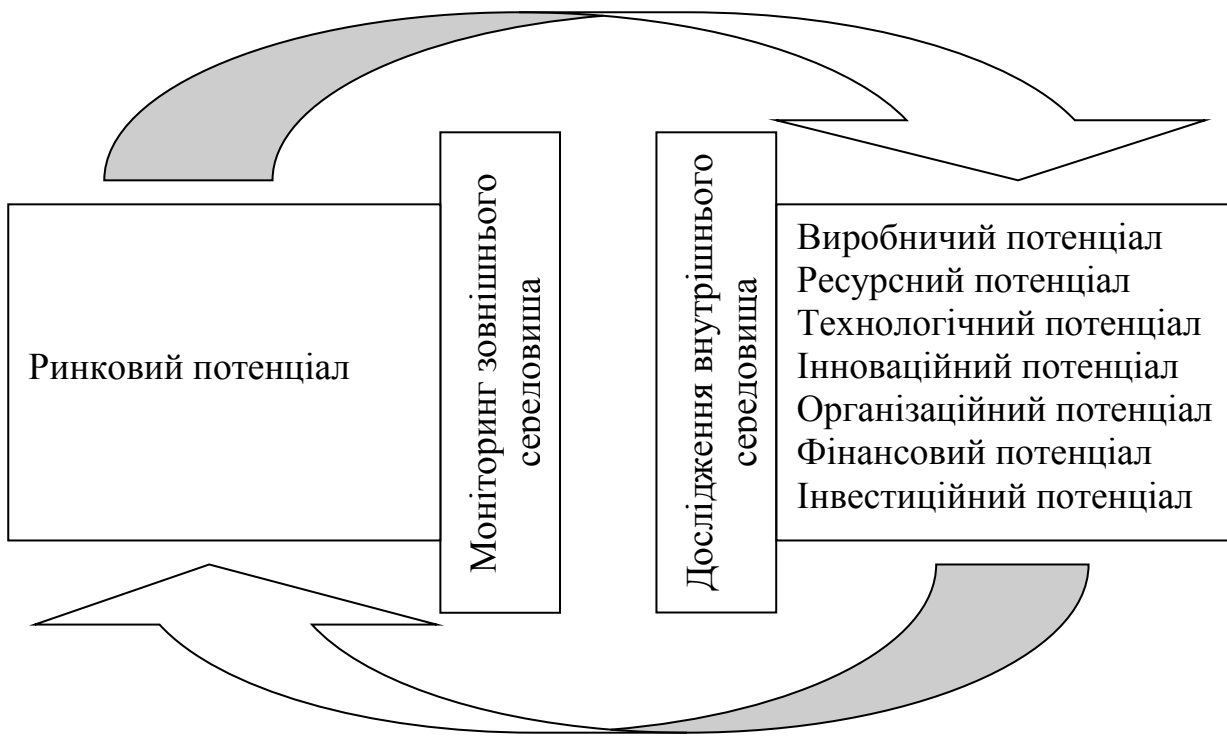 Ринковий потенціал
Моніторинг зовнішнього
середовища
Дослідження внутрішнього
середовища
Виробничий потенціал
Ресурсний потенціал
Технологічний потенціал
Інноваційний потенціал
Організаційний потенціал
Фінансовий потенціал
Інвестиційний потенціал